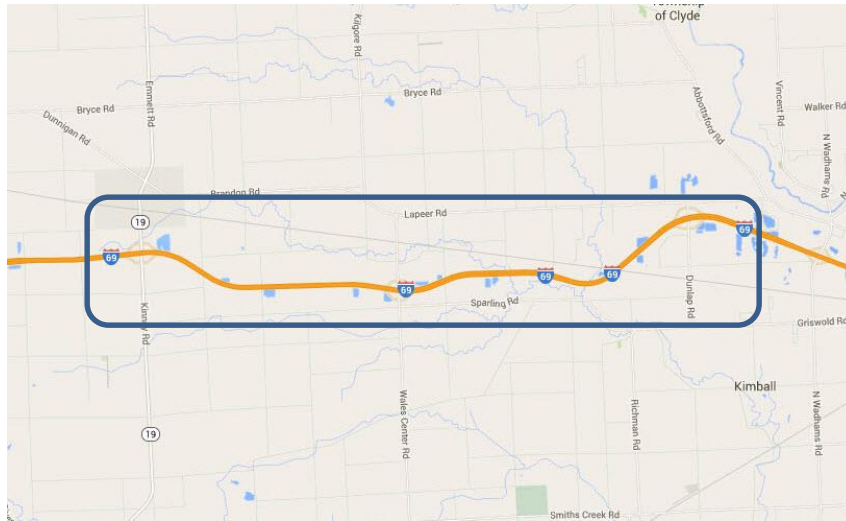 Township
of Clyde
Kilgore Rd
Emmett Rd
Bryce Rd
Bryce Rd
Dunnigan Rd
Abbottsford Rd
Vincent Rd
Walker Rd
N Wadhams Rd
N
Brandon Rd
Lapeer Rd
19
69
69
69
69
69
Kinney Rd
Sparling Rd
Dunlap Rd
Griswold Rd
Kimball
Wales Center Rd
Richman Rd
N Wadhams Rd
19
Smiths Creek Rd